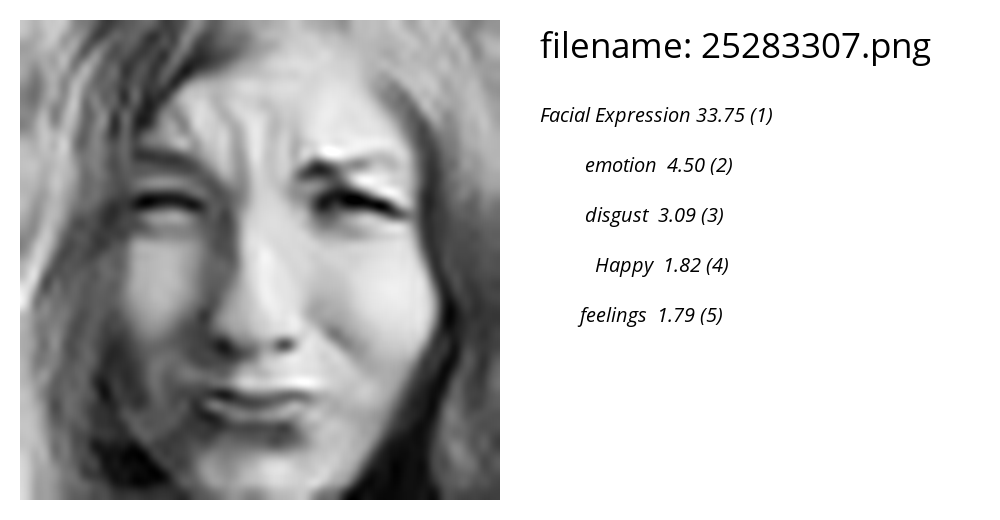 filename: 25283307.png
Facial Expression 33.75 (1)
emotion 4.50 (2)
disgust 3.09 (3)
Happy 1.82 (4)
feelings 1.79 (5)